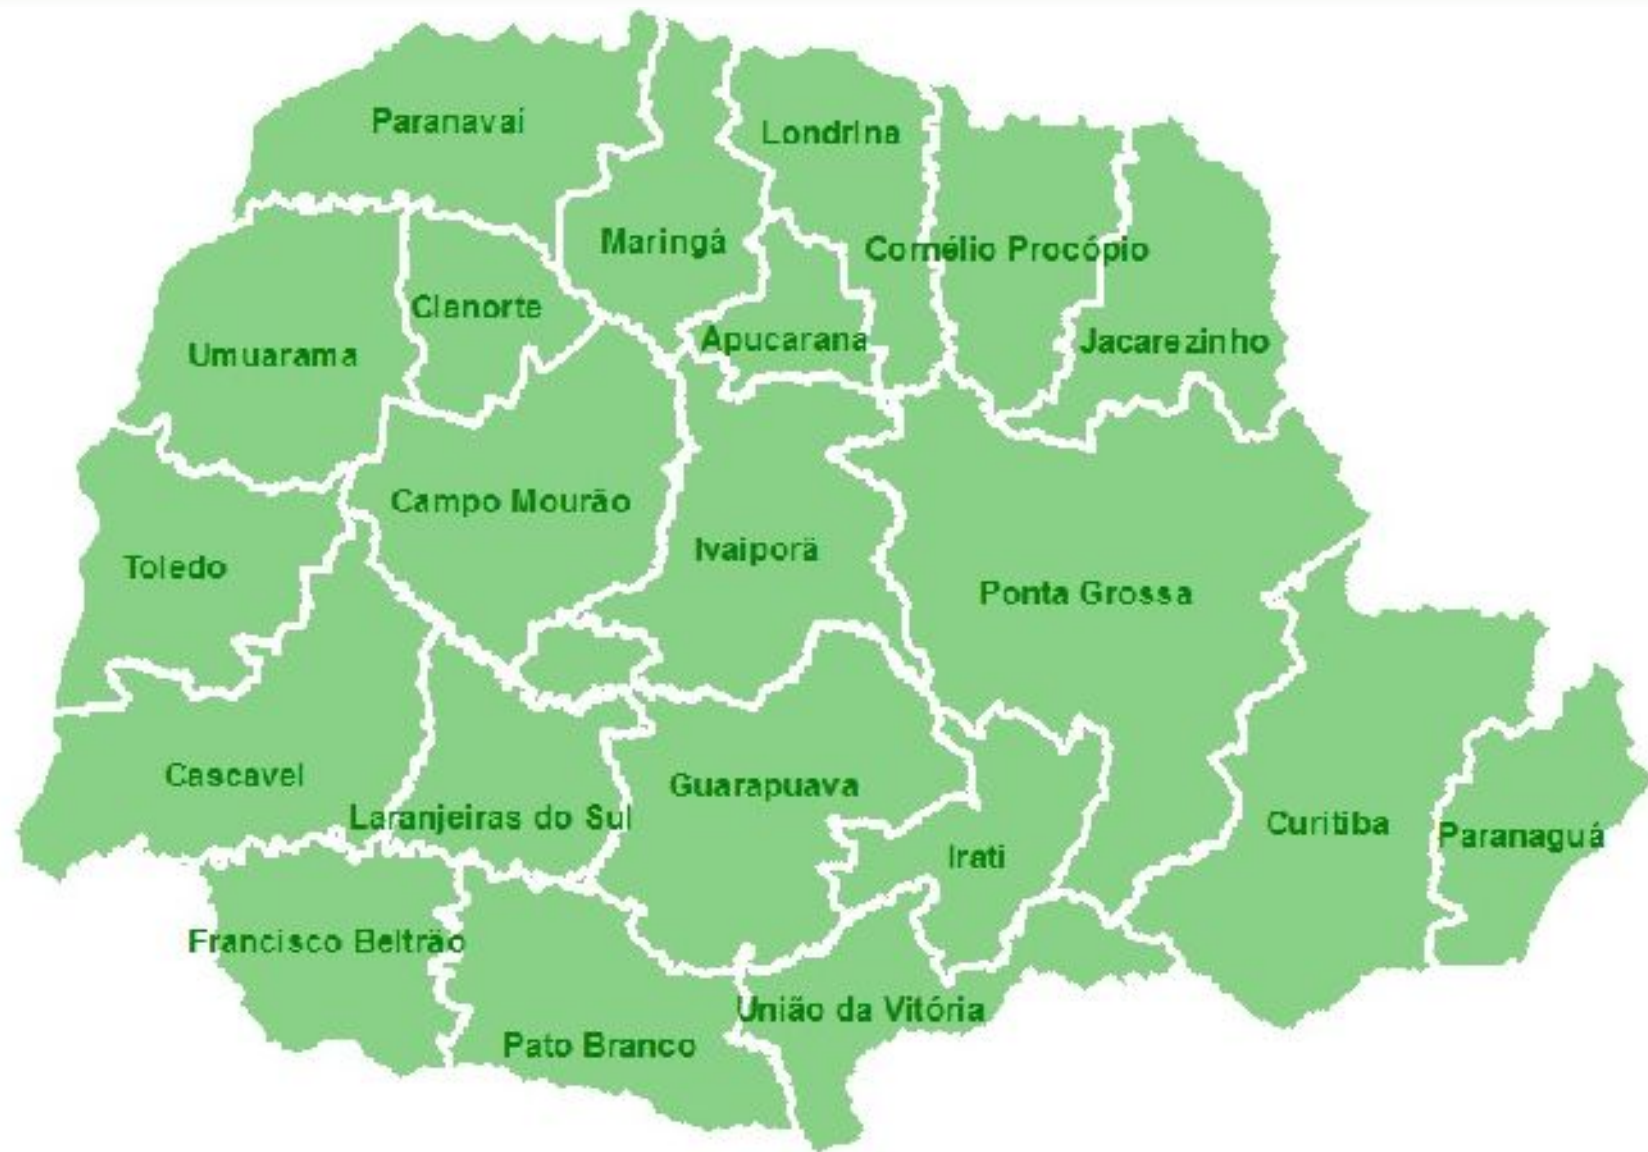 Paranavaí
Londrina
Maringá
Cornélio Procópio
Cianorte
Apucarana
Jacarezinho
Umuarama
Campo Mourão
Ivaiporã
Toledo
Ponta Grossa
Cascavel
Guarapuava
Laranjeiras do Sul
Curitiba
Paranaguá
Irati
Francisco Beltrão
União da Vitória
Pato Branco